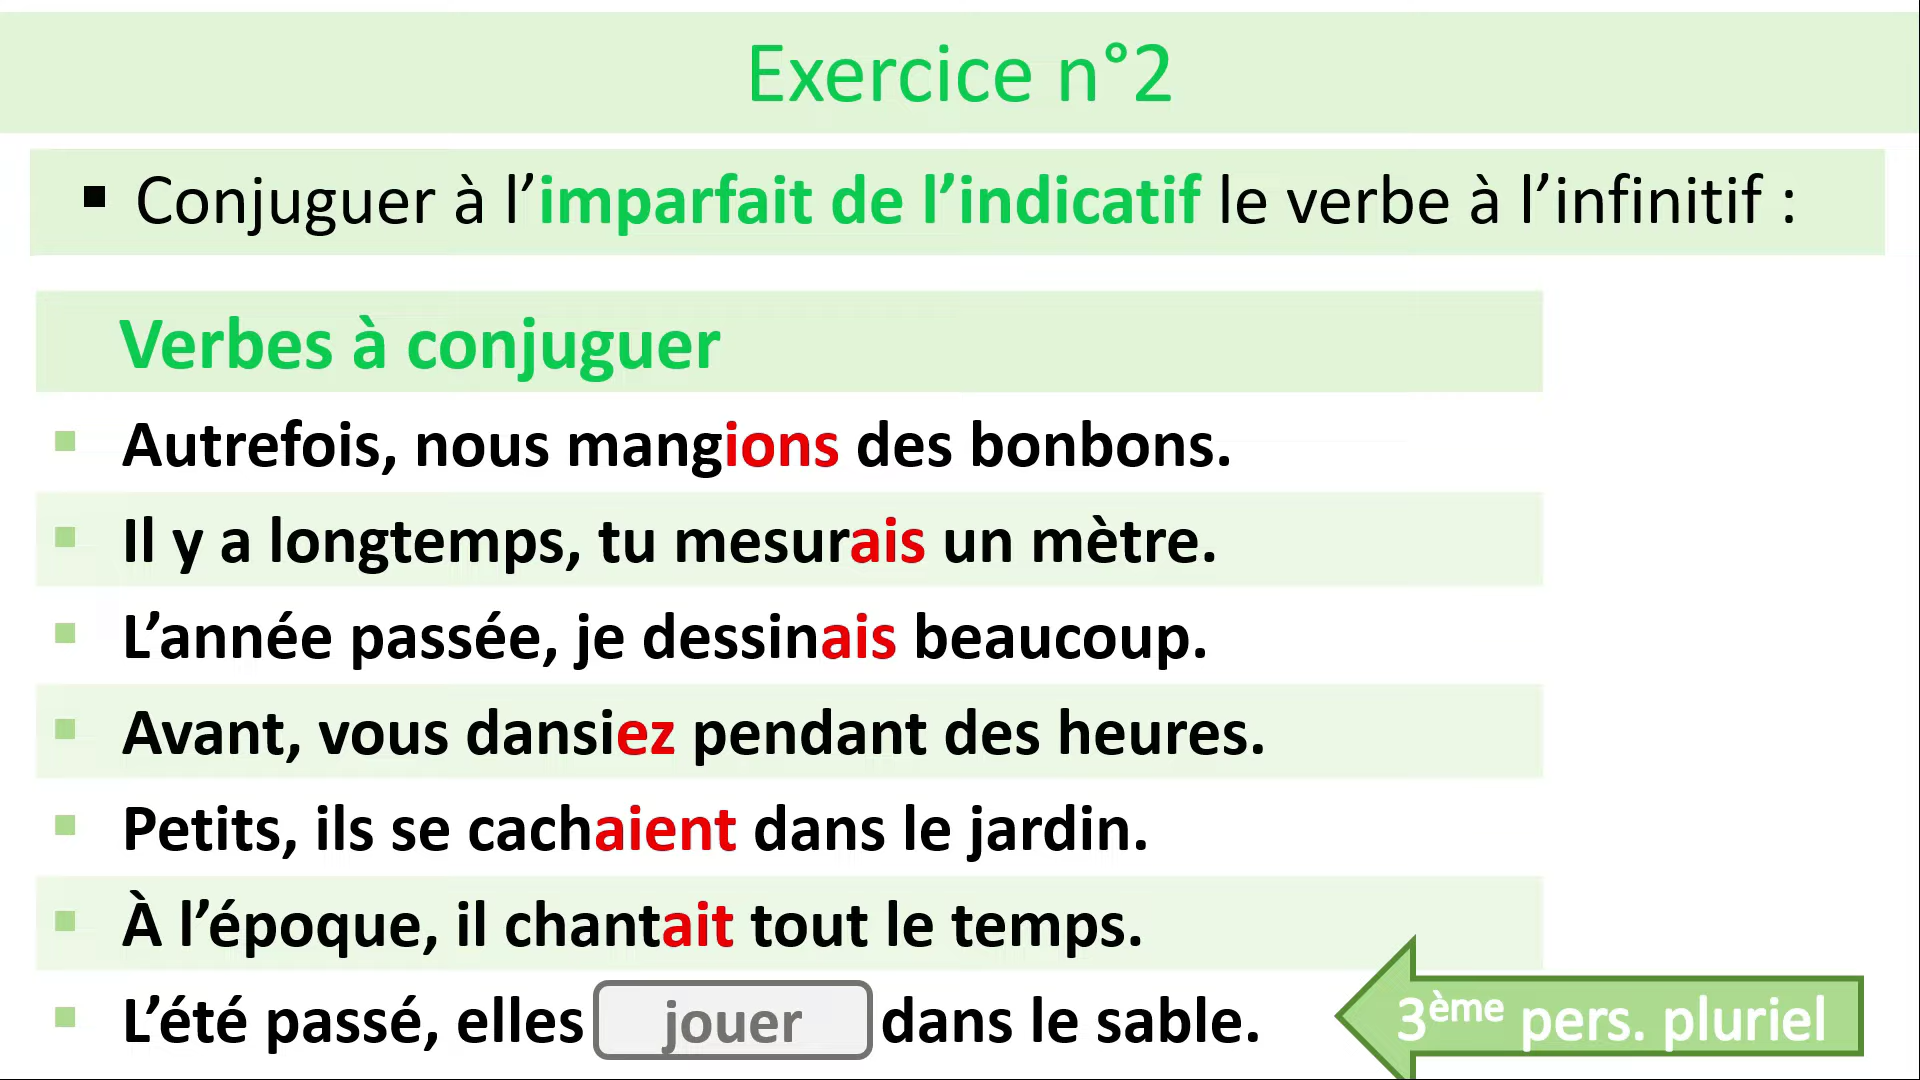 Exercice n°2
▪ Conjuguer à l’imparfait de l’indicatif le verbe à l’infinitif :
Verbes à conjuguer
▪ Autrefois, nous mangions des bonbons.
▪ Il y a longtemps, tu mesurais un mètre.
▪ L’année passée, je dessinais beaucoup.
▪ Avant, vous dansiez pendant des heures.
▪ Petits, ils se cachaient dans le jardin.
▪ À l’époque, il chantait tout le temps.
▪ L’été passé, elles jouer dans le sable.
3ème pers. pluriel